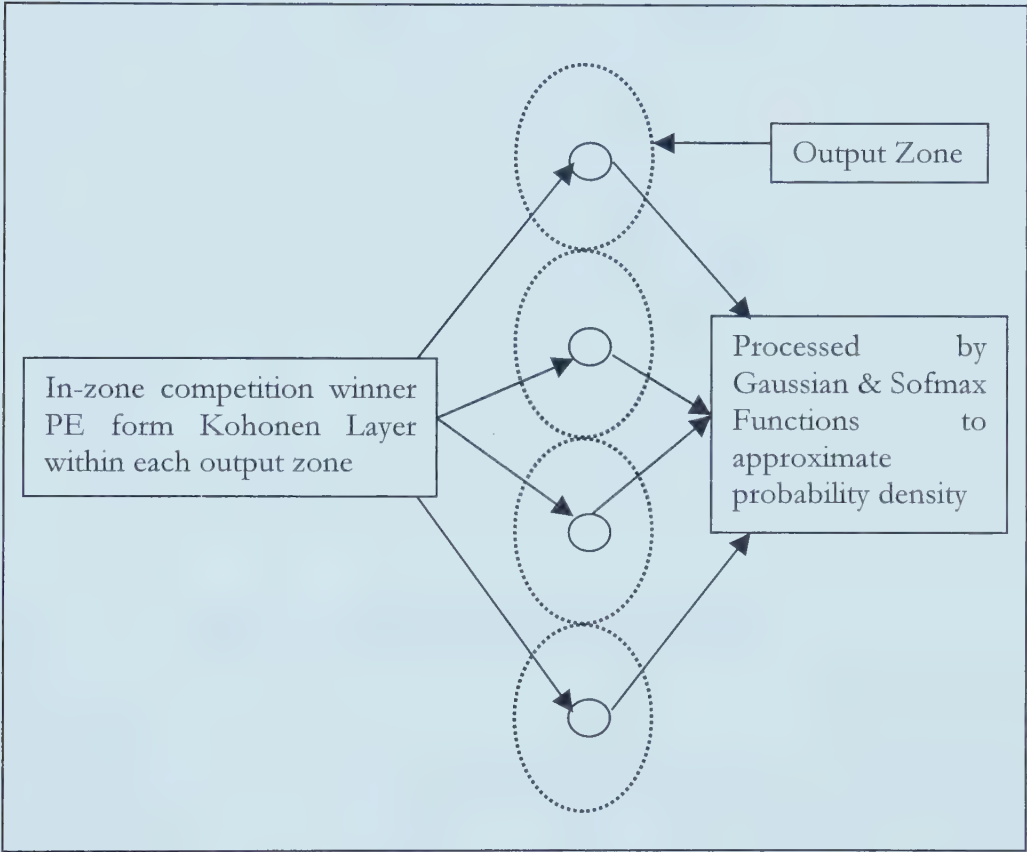 Output Zone
In-zone competition winner
PE form Kohonen Layer
within each output zone
Processed by
Gaussian & Sofmax
Functions to
approximate
probability density